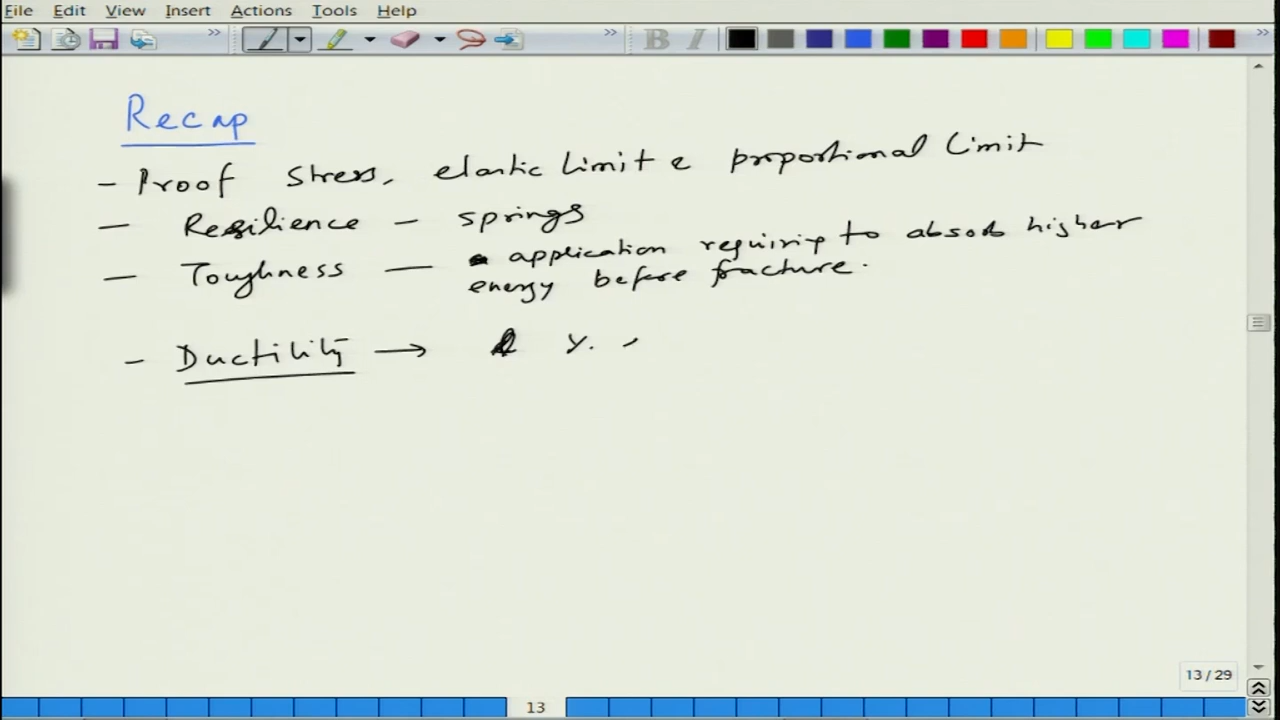 File Edit View Insert Actions Tools Help
B I
Recap
- Proof stress, elastic limit & proportional limit
- Resilience - springs
- Toughness - application requiring to absorb higher
energy before fracture.
- Ductility → %
13 / 29
13